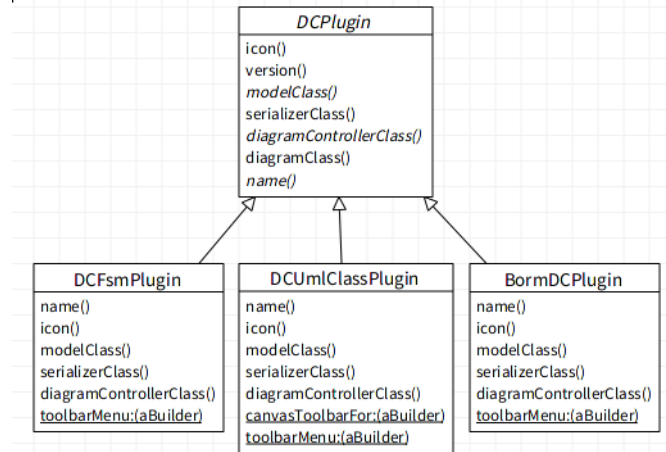 DCPlugin
icon()
version()
modelClass()
serializerClass()
diagramControllerClass()
diagramClass()
name()
DCFsmPlugin
name()
icon()
modelClass()
serializerClass()
diagramControllerClass()
toolbarMenu:(aBuilder)
DCUmlClassPlugin
name()
icon()
modelClass()
serializerClass()
diagramControllerClass()
canvasToolbarFor:(aBuilder)
toolbarMenu:(aBuilder)
BormDCPlugin
name()
icon()
modelClass()
serializerClass()
diagramControllerClass()
toolbarMenu:(aBuilder)